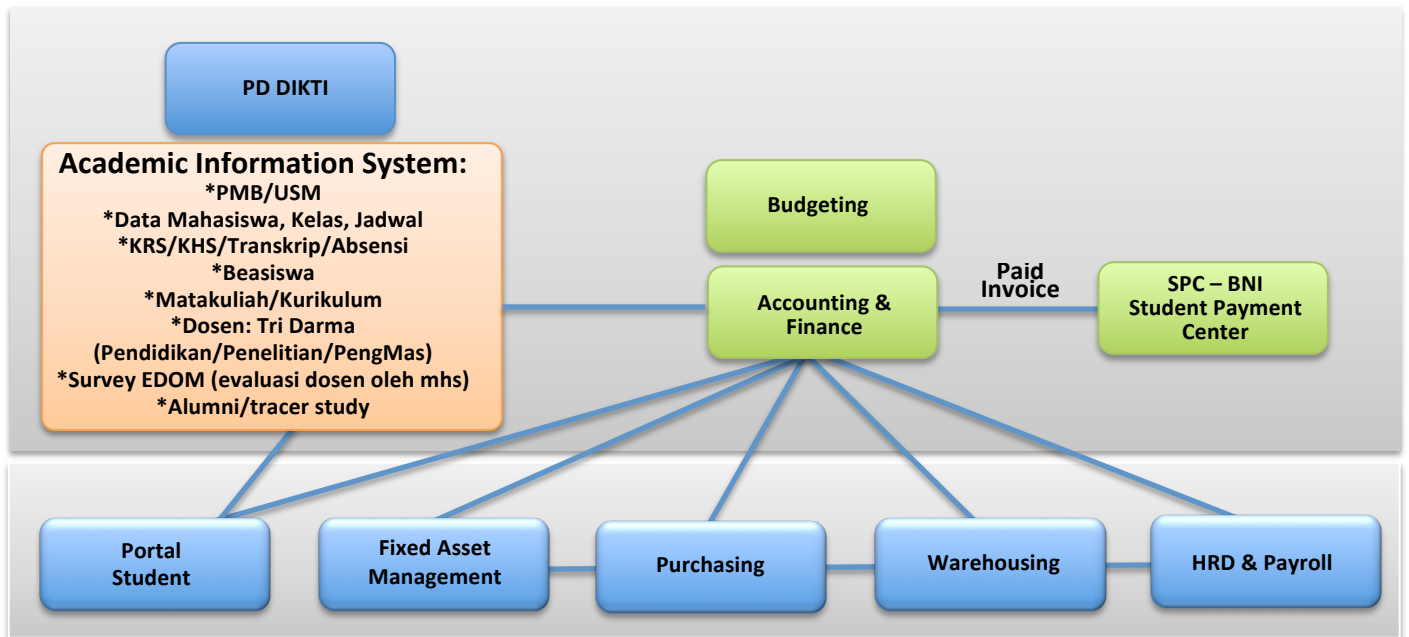 PD DIKTI
Academic Information System:
*PMB/USM
*Data Mahasiswa, Kelas, Jadwal
*KRS/KHS/Transkrip/Absensi
*Beasiswa
*Matakuliah/Kurikulum
*Dosen: Tri Darma
(Pendidikan/Penelitian/PengMas)
*Survey EDOM (evaluasi dosen oleh mhs)
*Alumni/tracer study
Budgeting
Accounting &
Finance
Paid
Invoice
SPC – BNI
Student Payment
Center
Portal
Student
Fixed Asset
Management
Purchasing
Warehousing
HRD & Payroll